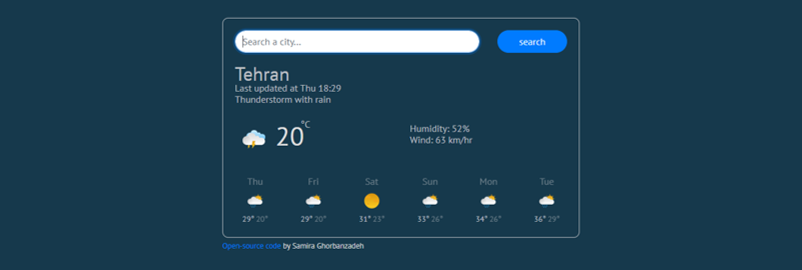 Search a city...
search
Tehran
Last updated at Thu 18:29
Thunderstorm with rain
20°C
Humidity: 52%
Wind: 63 km/hr
Thu Fri Sat Sun Mon Tue
29° 20° 29° 20° 31° 23° 33° 26° 34° 26° 36° 29°
Open-source code by Samira Ghorbanzadeh